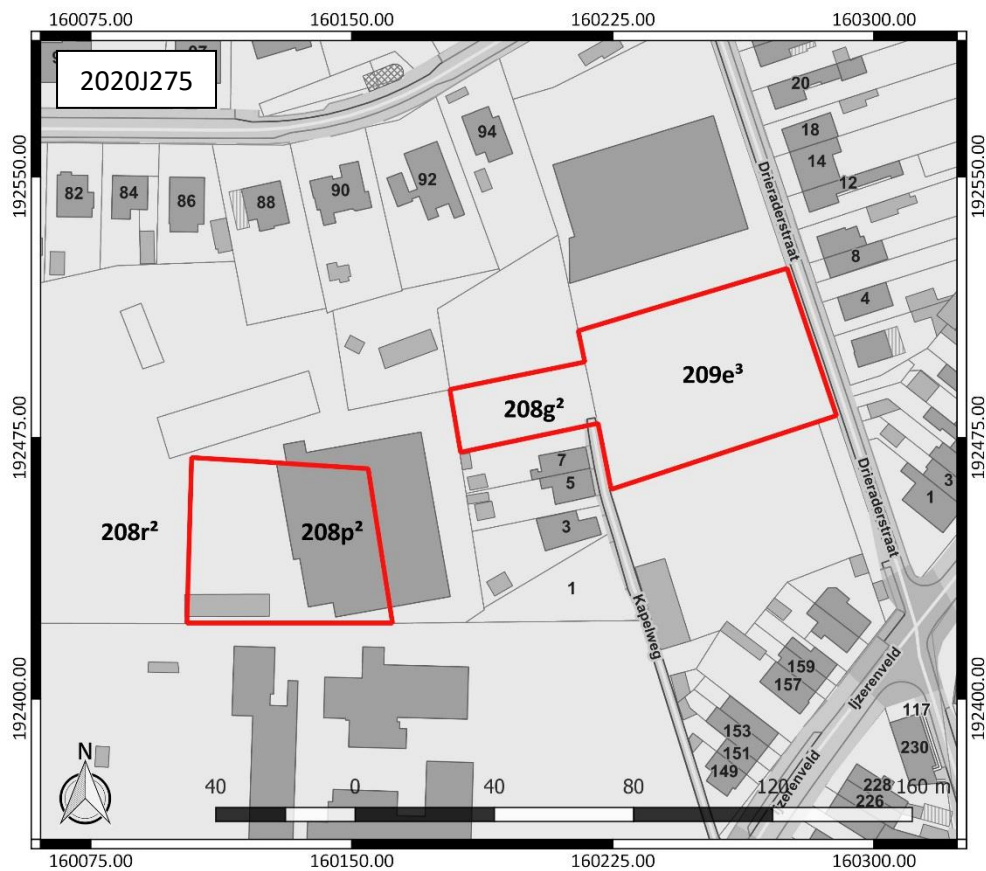 160075.00 160150.00 160225.00 160300.00
2020J275
97
20
94
18
14
12
192550.00
192550.00
82 84 86 88 90 92
Drieraderstraat
8
4
209e³
208g²
192475.00
192475.00
7
5
3
3
1
208r² 208p²
Drieraderstraat
1
Kapelweg
159
157
Ijzerenveld
192400.00
192400.00
153
151
149
117
230
228
226
Ijzerenveld
N
40 0 40 80 120 160 m
160075.00 160150.00 160225.00 160300.00